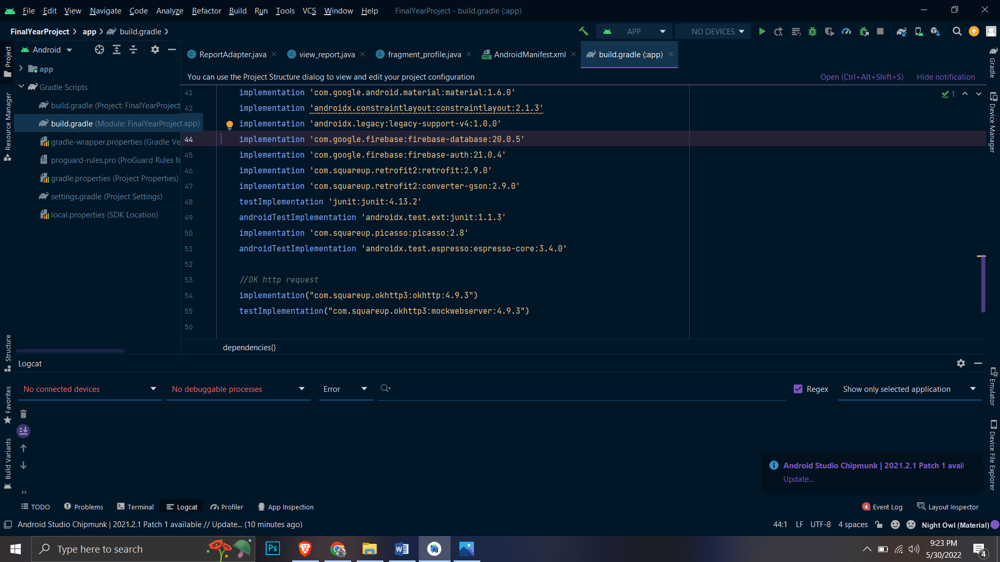 File Edit View Navigate Code Analyze Refactor Build Run Tools VCS Window Help FinalYearProject - build.gradle (:app)
FinalYearProject app build.gradle
APP NO DEVICES
Project
Resource Manager
Structure
Favorites
Build Variants
Android
app
Gradle Scripts
build.gradle (Project: FinalYearProject
build.gradle (Module: FinalYearProject.app)
gradle-wrapper.properties (Gradle Ve
proguard-rules.pro (ProGuard Rules fo
gradle.properties (Project Properties)
settings.gradle (Project Settings)
local.properties (SDK Location)
ReportAdapter.java view_report.java fragment_profile.java AndroidManifest.xml build.gradle (:app)
You can use the Project Structure dialog to view and edit your project configuration Open (Ctrl+Alt+Shift+S) Hide notification
1
41 implementation 'com.google.android.material:material:1.6.0'
42 implementation 'androidx.constraintlayout:constraintlayout:2.1.3'
implementation 'androidx.legacy:legacy-support-v4:1.0.0'
44 implementation 'com.google.firebase:firebase-database:20.0.5'
45 implementation 'com.google.firebase:firebase-auth:21.0.4'
46 implementation 'com.squareup.retrofit2:retrofit:2.9.0'
47 implementation 'com.squareup.retrofit2:converter-gson:2.9.0'
48 testImplementation 'junit:junit:4.13.2'
49 androidTestImplementation 'androidx.test.ext:junit:1.1.3'
50 implementation 'com.squareup.picasso:picasso:2.8'
51 androidTestImplementation 'androidx.test.espresso:espresso-core:3.4.0'
52
53 //OK http request
54 implementation("com.squareup.okhttp3:okhttp:4.9.3")
55 testImplementation("com.squareup.okhttp3:mockwebserver:4.9.3")
56
dependencies{}
Gradle
Device Manager
Emulator
Device File Explorer
Logcat
No connected devices No debuggable processes Error Regex Show only selected application
Android Studio Chipmunk | 2021.2.1 Patch 1 avail
Update...
TODO Problems Terminal Logcat Profiler App Inspection 4 Event Log Layout Inspector
Android Studio Chipmunk | 2021.2.1 Patch 1 available // Update... (10 minutes ago) 44:1 LF UTF-8 4 spaces Night Owl (Material)
Type here to search
Ps
9:23 PM
5/30/2022
4